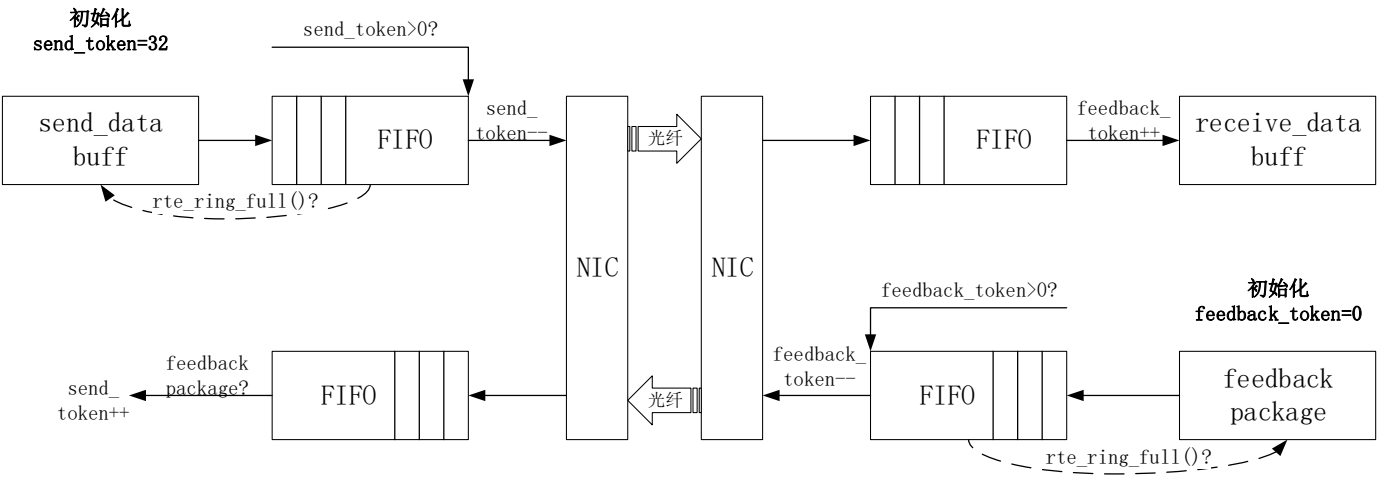 初始化
send_token=32
send_token>0?
send_data
buff
FIFO
send_
token--
NIC
光纤
NIC
FIFO
feedback_
token++
receive_data
buff
rte_ring_full()?
初始化
feedback_token=0
feedback_token>0?
send_
token++
feedback
package?
FIFO
光纤
feedback_
token--
FIFO
feedback
package
rte_ring_full()?